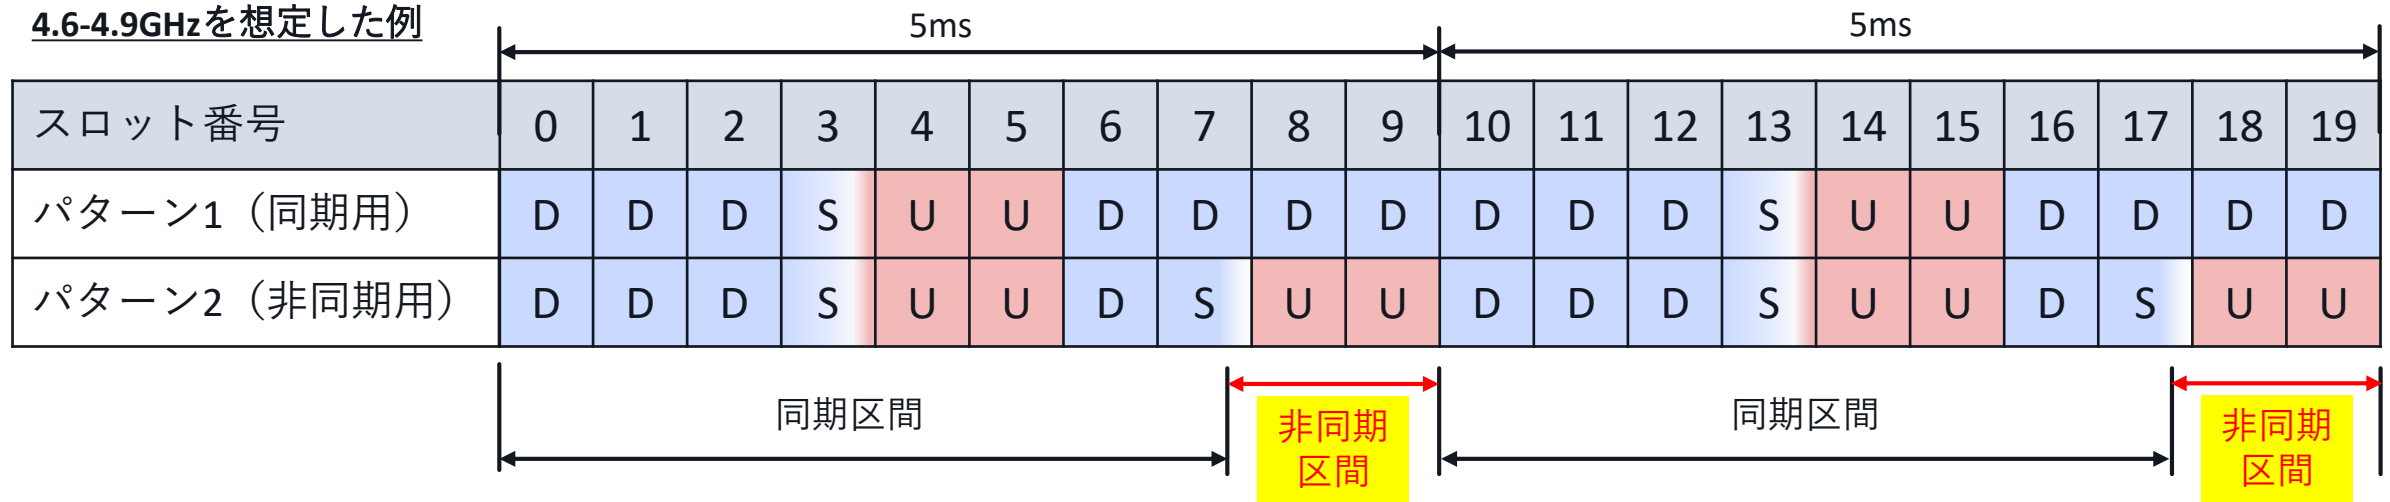 4.6-4.9GHzを想定した例
5ms 5ms
スロット番号 0 1 2 3 4 5 6 7 8 9 10 11 12 13 14 15 16 17 18 19
パターン1（同期用） D D D S U U D D D D D D D S U U D D D D
パターン2（非同期用） D D D S U U D S U U D D D S U U D S U U
同期区間 非同期 同期区間 非同期
区間 区間